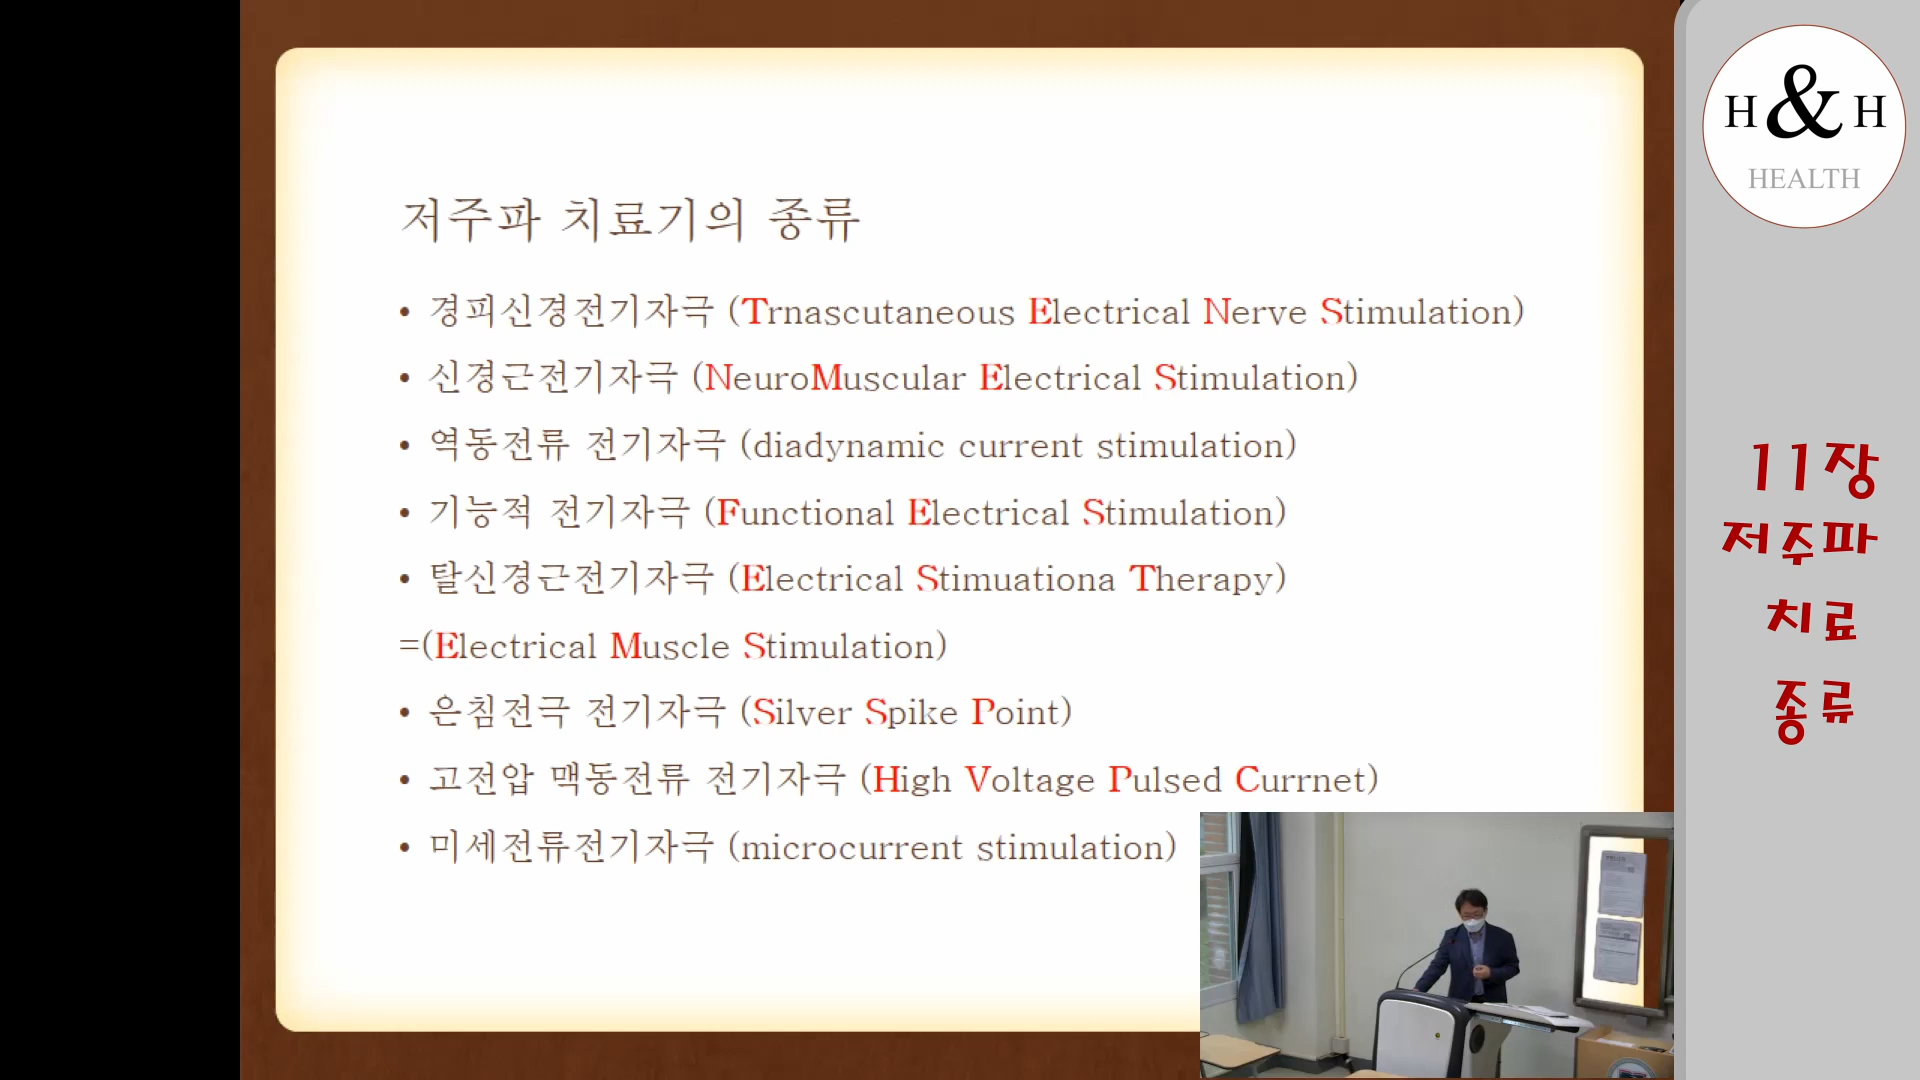 저주파 치료기의 종류
• 경피신경전기자극 (Trnascutaneous Electrical Nerve Stimulation)
• 신경근전기자극 (NeuroMuscular Electrical Stimulation)
• 역동전류 전기자극 (diadynamic current stimulation)
• 기능적 전기자극 (Functional Electrical Stimulation)
• 탈신경근전기자극 (Electrical Stimuationa Therapy)
=(Electrical Muscle Stimulation)
• 은침전극 전기자극 (Silver Spike Point)
• 고전압 맥동전류 전기자극 (High Voltage Pulsed Currnet)
• 미세전류전기자극 (microcurrent stimulation)
H & H
HEALTH
11장
저주파
치료
종류